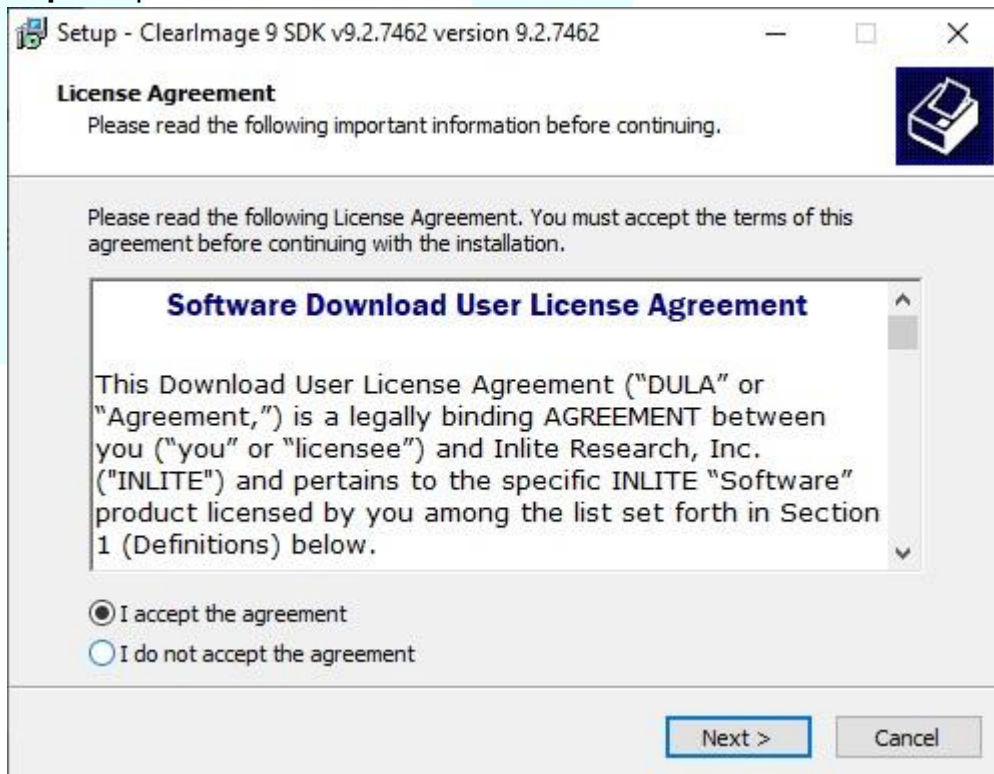 Setup - ClearImage 9 SDK v9.2.7462 version 9.2.7462
License Agreement
Please read the following important information before continuing.
Please read the following License Agreement. You must accept the terms of this
agreement before continuing with the installation.
Software Download User License Agreement
This Download User License Agreement (“DULA” or
“Agreement,”) is a legally binding AGREEMENT between
you (“you” or “licensee”) and Inlite Research, Inc.
("INLITE") and pertains to the specific INLITE “Software”
product licensed by you among the list set forth in Section
1 (Definitions) below.
I accept the agreement
I do not accept the agreement
Next >
Cancel